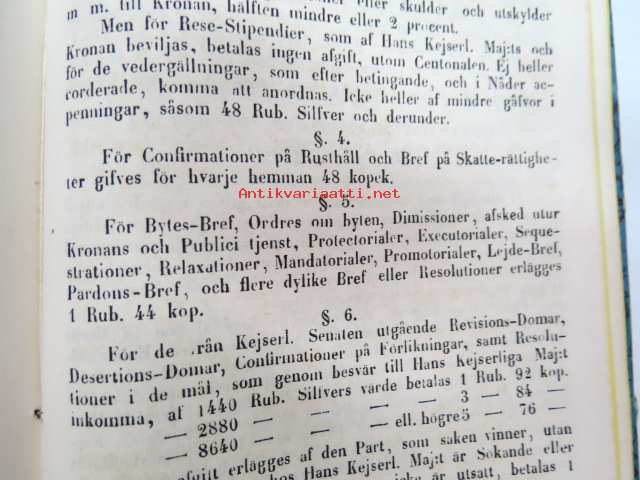 m m. till Kronan, hälften mindre eller 2 procent.
Men för Rese-Stipendier, som af Hans Kejserl. Maj:ts och
Kronan beviljas, betalas ingen afgift, utom Centonalen. Ej heller
för de vedergällningar, som efter betingande, och i Nåder ac-
corderade, komma att anordnas. Icke heller af mindre gåfvor i
penningar, såsom 48 Rub. Silfver och derunder.
§. 4.
För Confirmationer på Rusthåll och Bref på Skatte-rättighe-
ter gifves för hvarje hemman 48 kopek.
Antikvariaatti.net
§. 5.
För Bytes-Bref, Ordres om byten, Dimissioner, afsked utur
Kronans och Publici tjenst, Protectorialer, Executorialer, Seque-
strationer, Relaxationer, Mandatorialer, Promotorialer, Lejde-Bref,
Pardons-Bref, och flere dylike Bref eller Resolutioner erlägges
1 Rub. 44 kop.
§. 6.
För de från Kejserl. Senaten utgående Revisions-Domar,
Desertions-Domar, Confirmationer på Förlikningar, samt Resolu-
tioner i de mål, som genom besvär till Hans Kejserliga Maj:t
inkomma, af 1440 Rub. Silfvers värde betalas 1 Rub. 92 kop.
— 2880 — — — — 3 — 84 —
— 8640 — — — ell. högre 5 — 76 —
afgift erlägges af den Part, som saken vinner, utan
hos Hans Kejserl. Maj:t är Sökande eller
icke är utsatt, betalas 1